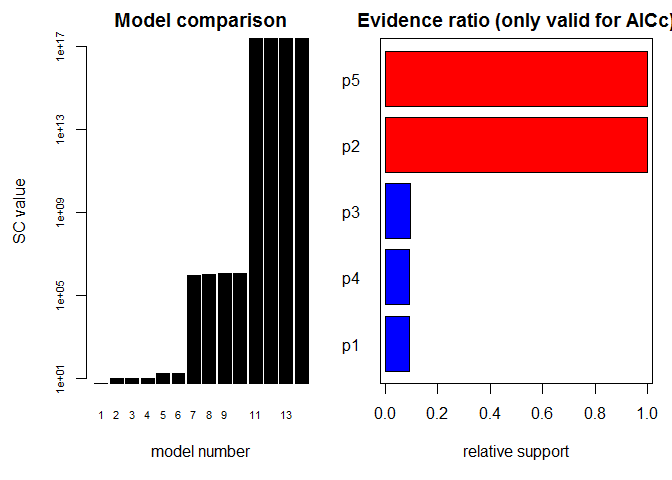 Model comparison
SC value
1e+17
1e+13
1e+09
1e+05
1e+01
1 2 3 4 5 6 7 8 9 11 13
model number
Evidence ratio (only valid for AICc)
p5
p2
p3
p4
p1
0.0 0.2 0.4 0.6 0.8 1.0
relative support